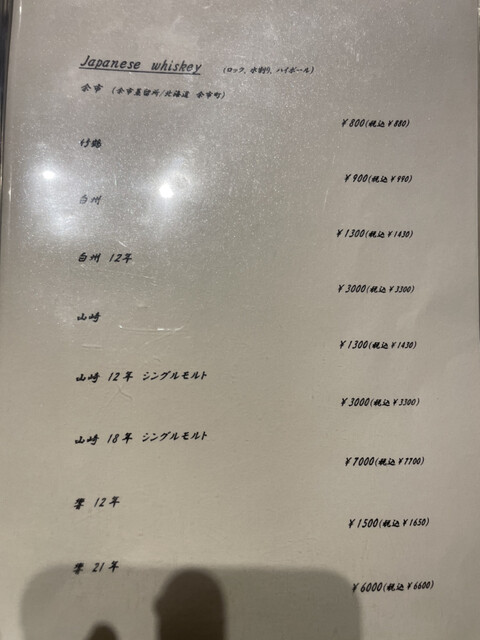 Japanese whiskey (ロック, 水割り, ハイボール)
余市 (余市蒸留所/北海道 余市町)
¥800(税込¥880)
竹鶴
¥900(税込¥990)
白州
¥1300(税込¥1430)
白州 12年
¥3000(税込¥3300)
山崎
¥1300(税込¥1430)
山崎 12年 シングルモルト
¥3000(税込¥3300)
山崎 18年 シングルモルト
¥7000(税込¥7700)
響 12年
¥1500(税込¥1650)
響 21年
¥6000(税込¥6600)